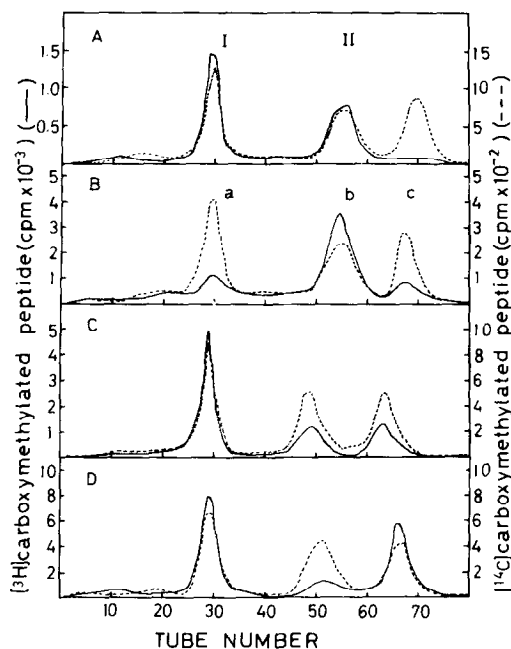 A
I
II
1.5
1.0
0.5
15
10
5
B
a
b
c
5
4
3
2
1
5
4
3
2
1
C
5
4
3
2
1
10
8
6
4
2
D
10
8
6
4
2
10
8
6
4
2
10 20 30 40 50 60 70
TUBE NUMBER
[³H]carboxymethylated peptide (cpm x 10⁻³) (—)
[¹⁴C]carboxymethylated peptide (cpm x 10⁻²) (---)